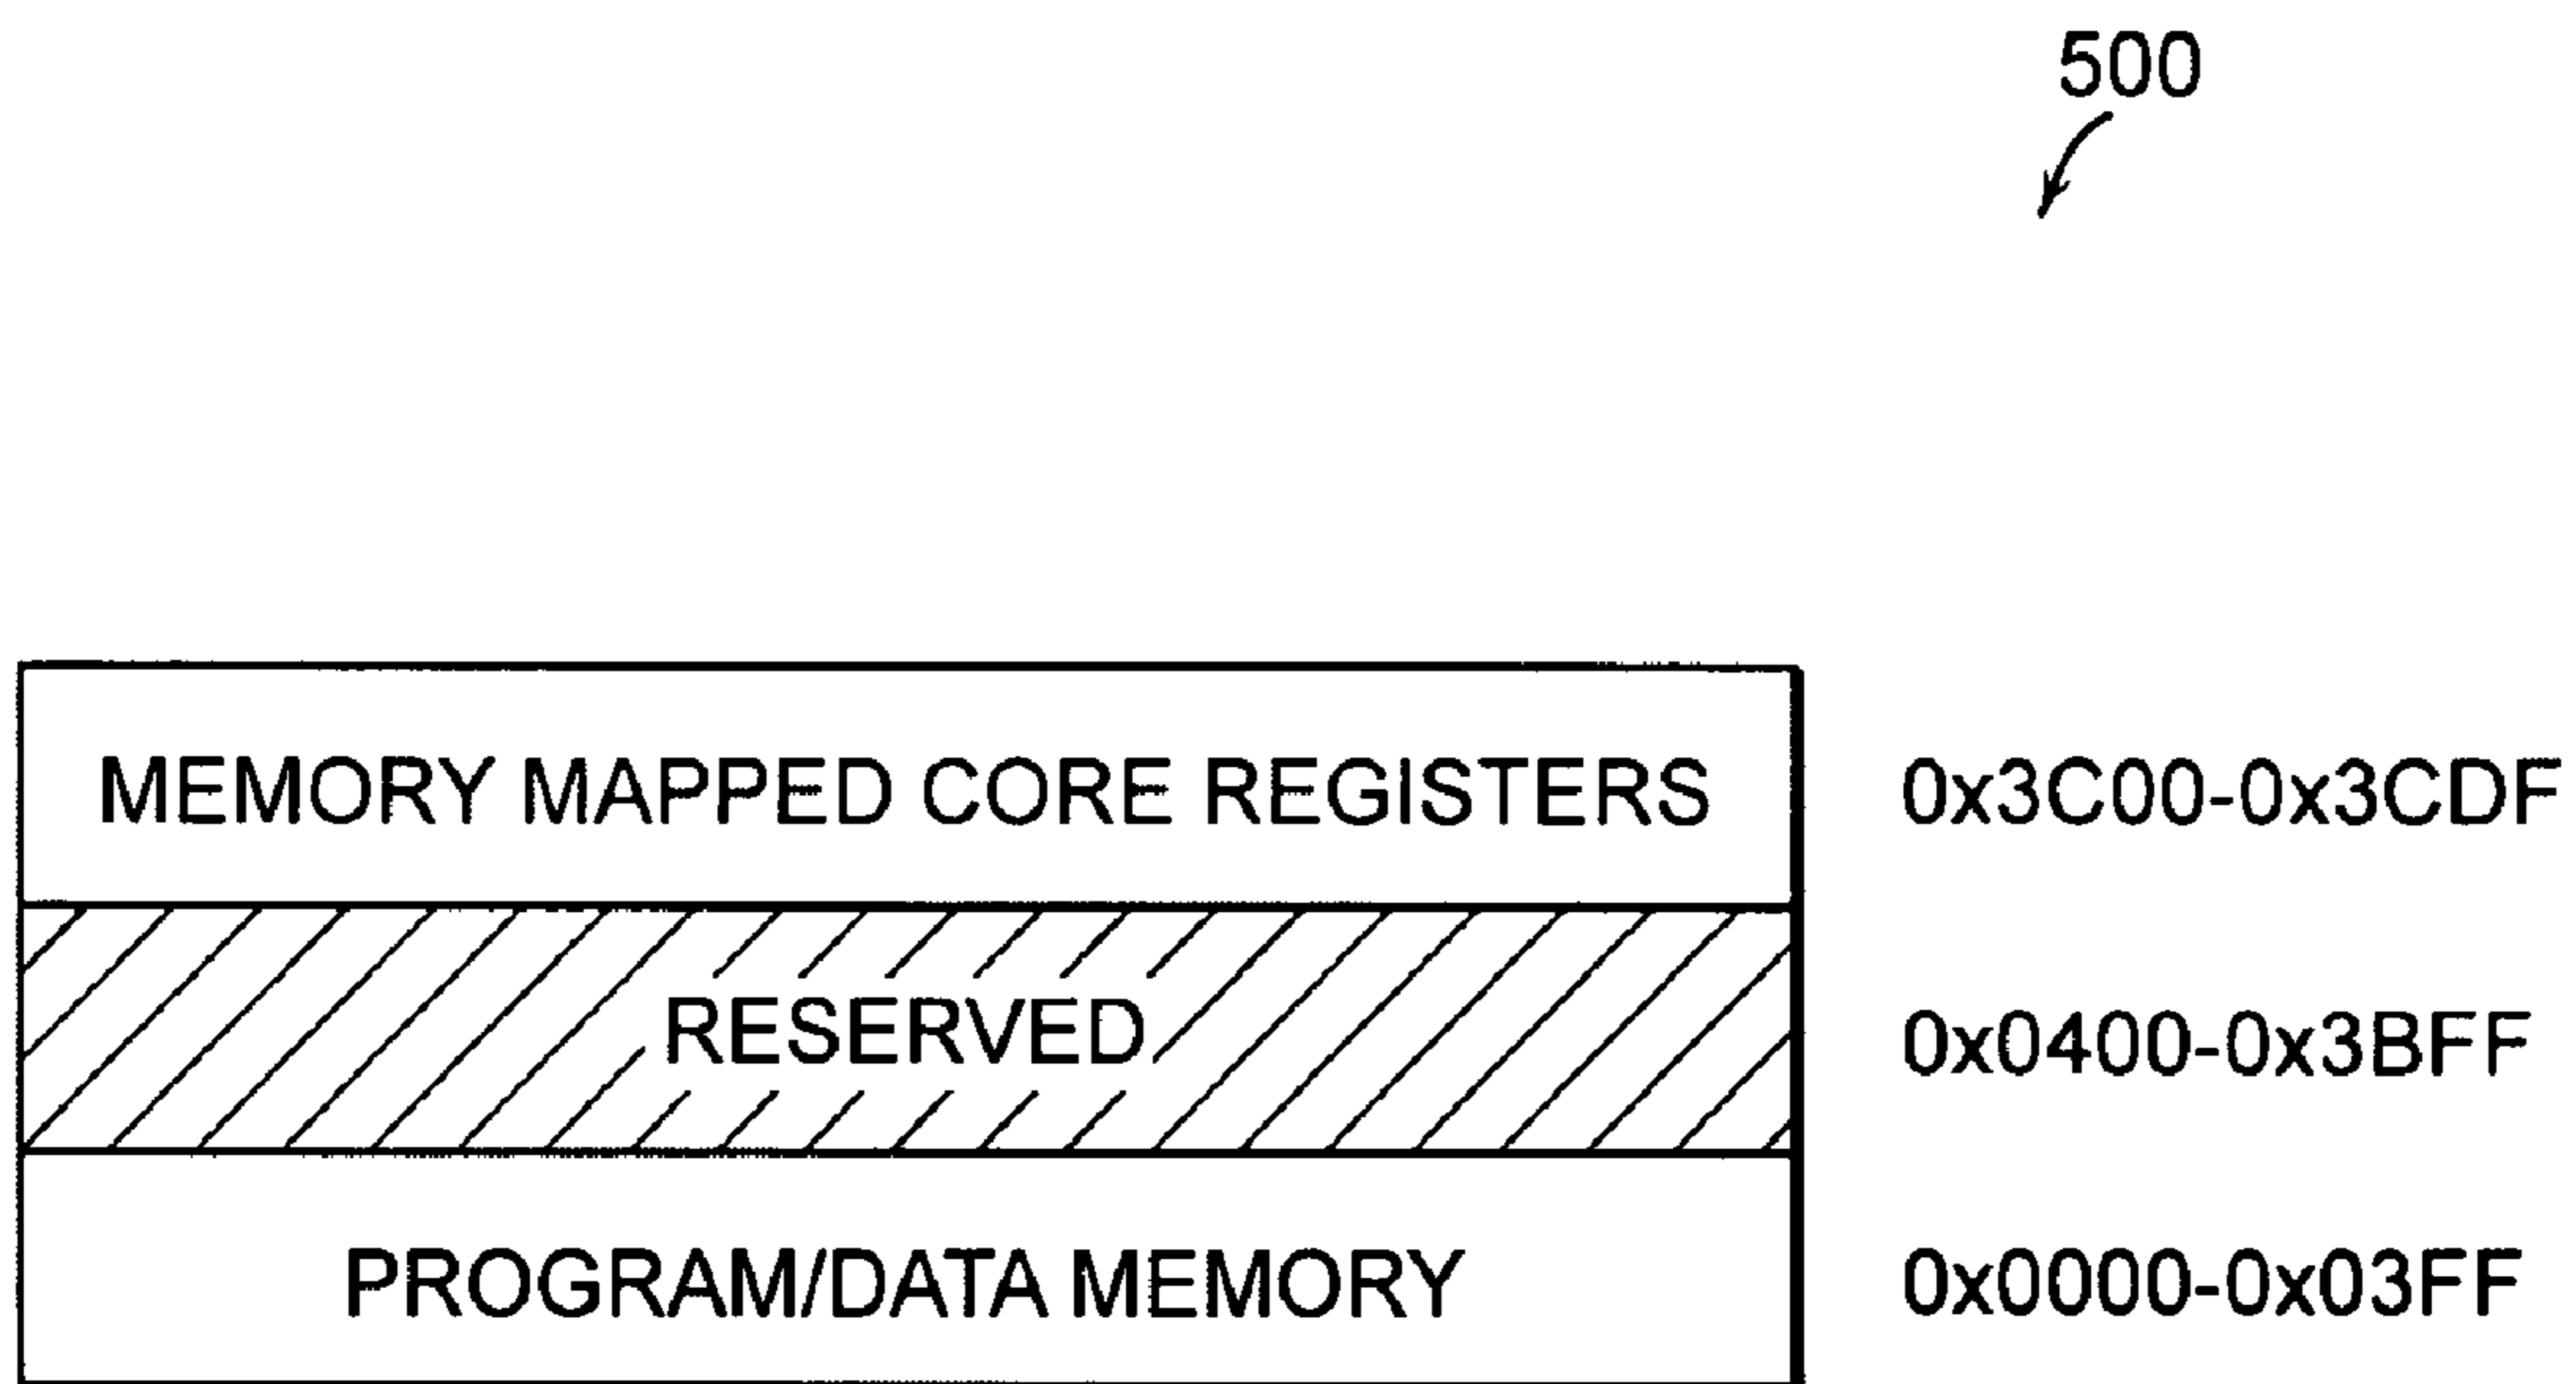 500
MEMORY MAPPED CORE REGISTERS 0x3C00-0x3CDF
RESERVED 0x0400-0x3BFF
PROGRAM/DATA MEMORY 0x0000-0x03FF